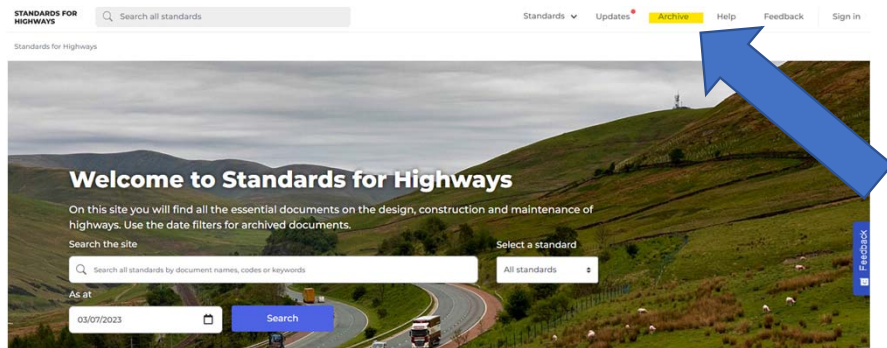 STANDARDS FOR HIGHWAYS
Search all standards
Standards
Updates
Archive
Help
Feedback
Sign in
Standards for Highways
Welcome to Standards for Highways
On this site you will find all the essential documents on the design, construction and maintenance of
highways. Use the date filters for archived documents.
Search the site
Select a standard
Search all standards by document names, codes or keywords
All standards
As at
03/07/2023
Search
Feedback